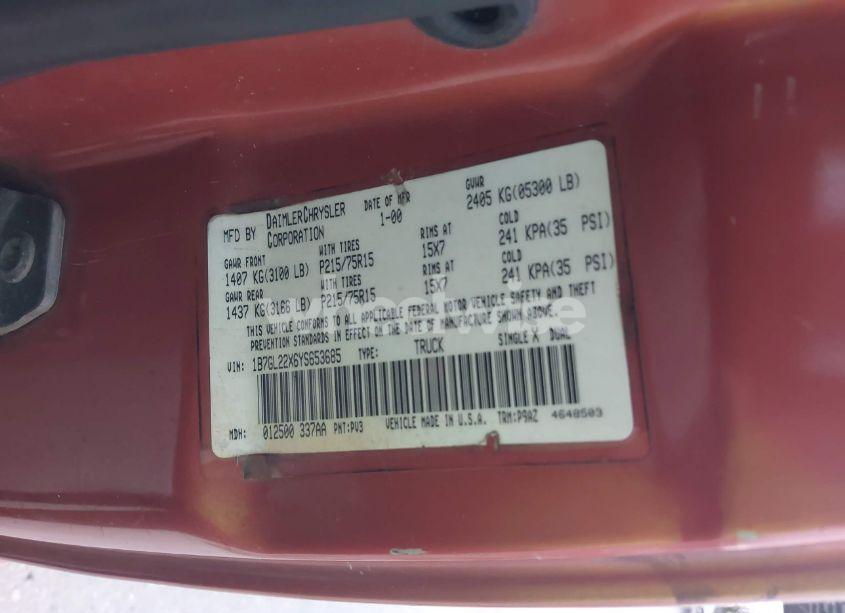 MFD BY DAIMLERCHRYSLER CORPORATION DATE OF MFR 1-00 GVWR 2405 KG(05300 LB)
GAWR FRONT WITH TIRES RIMS AT COLD
1407 KG(3100 LB) P215/75R15 15X7 241 KPA(35 PSI)
GAWR REAR WITH TIRES RIMS AT COLD
1437 KG(3166 LB) P215/75R15 15X7 241 KPA(35 PSI)
THIS VEHICLE CONFORMS TO ALL APPLICABLE FEDERAL MOTOR VEHICLE SAFETY AND THEFT
PREVENTION STANDARDS IN EFFECT ON THE DATE OF MANUFACTURE SHOWN ABOVE.
VIN: 1B7GL22X6YS653685 TYPE: TRUCK SINGLE X DUAL
MDH: 012500 337AA PNT:PV3 VEHICLE MADE IN U.S.A. TRM:P9AZ 4648503